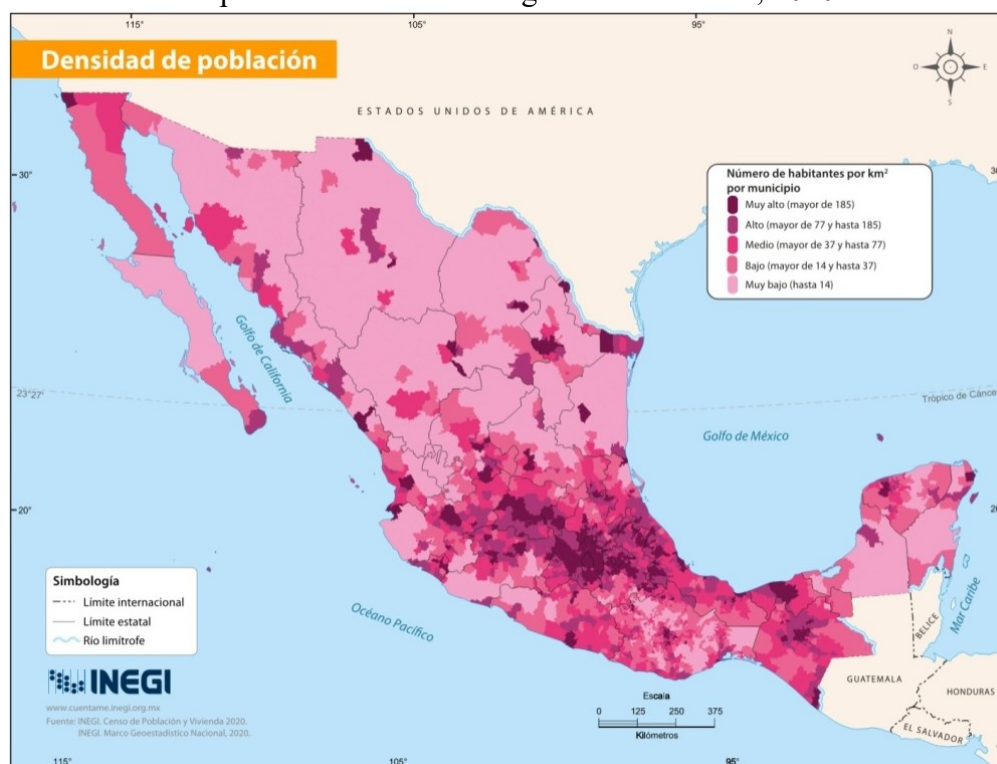 115°
105°
95°
Densidad de población
N
O
E
S
ESTADOS UNIDOS DE AMÉRICA
30°
Número de habitantes por km²
por municipio
Muy alto (mayor de 185)
Alto (mayor de 77 y hasta 185)
Medio (mayor de 37 y hasta 77)
Bajo (mayor de 14 y hasta 37)
Muy bajo (hasta 14)
Golfo de California
23°27'
Trópico de Cánce
Golfo de México
20°
Simbología
Límite internacional
Límite estatal
Río limítrofe
Océano Pacífico
BELICE
Mar Caribe
GUATEMALA
HONDURAS
EL SALVADOR
INEGI
www.cuentame.inegi.org.mx
Fuente: INEGI. Censo de Población y Vivienda 2020.
INEGI. Marco Geoestadístico Nacional, 2020.
Escala
0 125 250 375
Kilómetros
115°
105°
95°